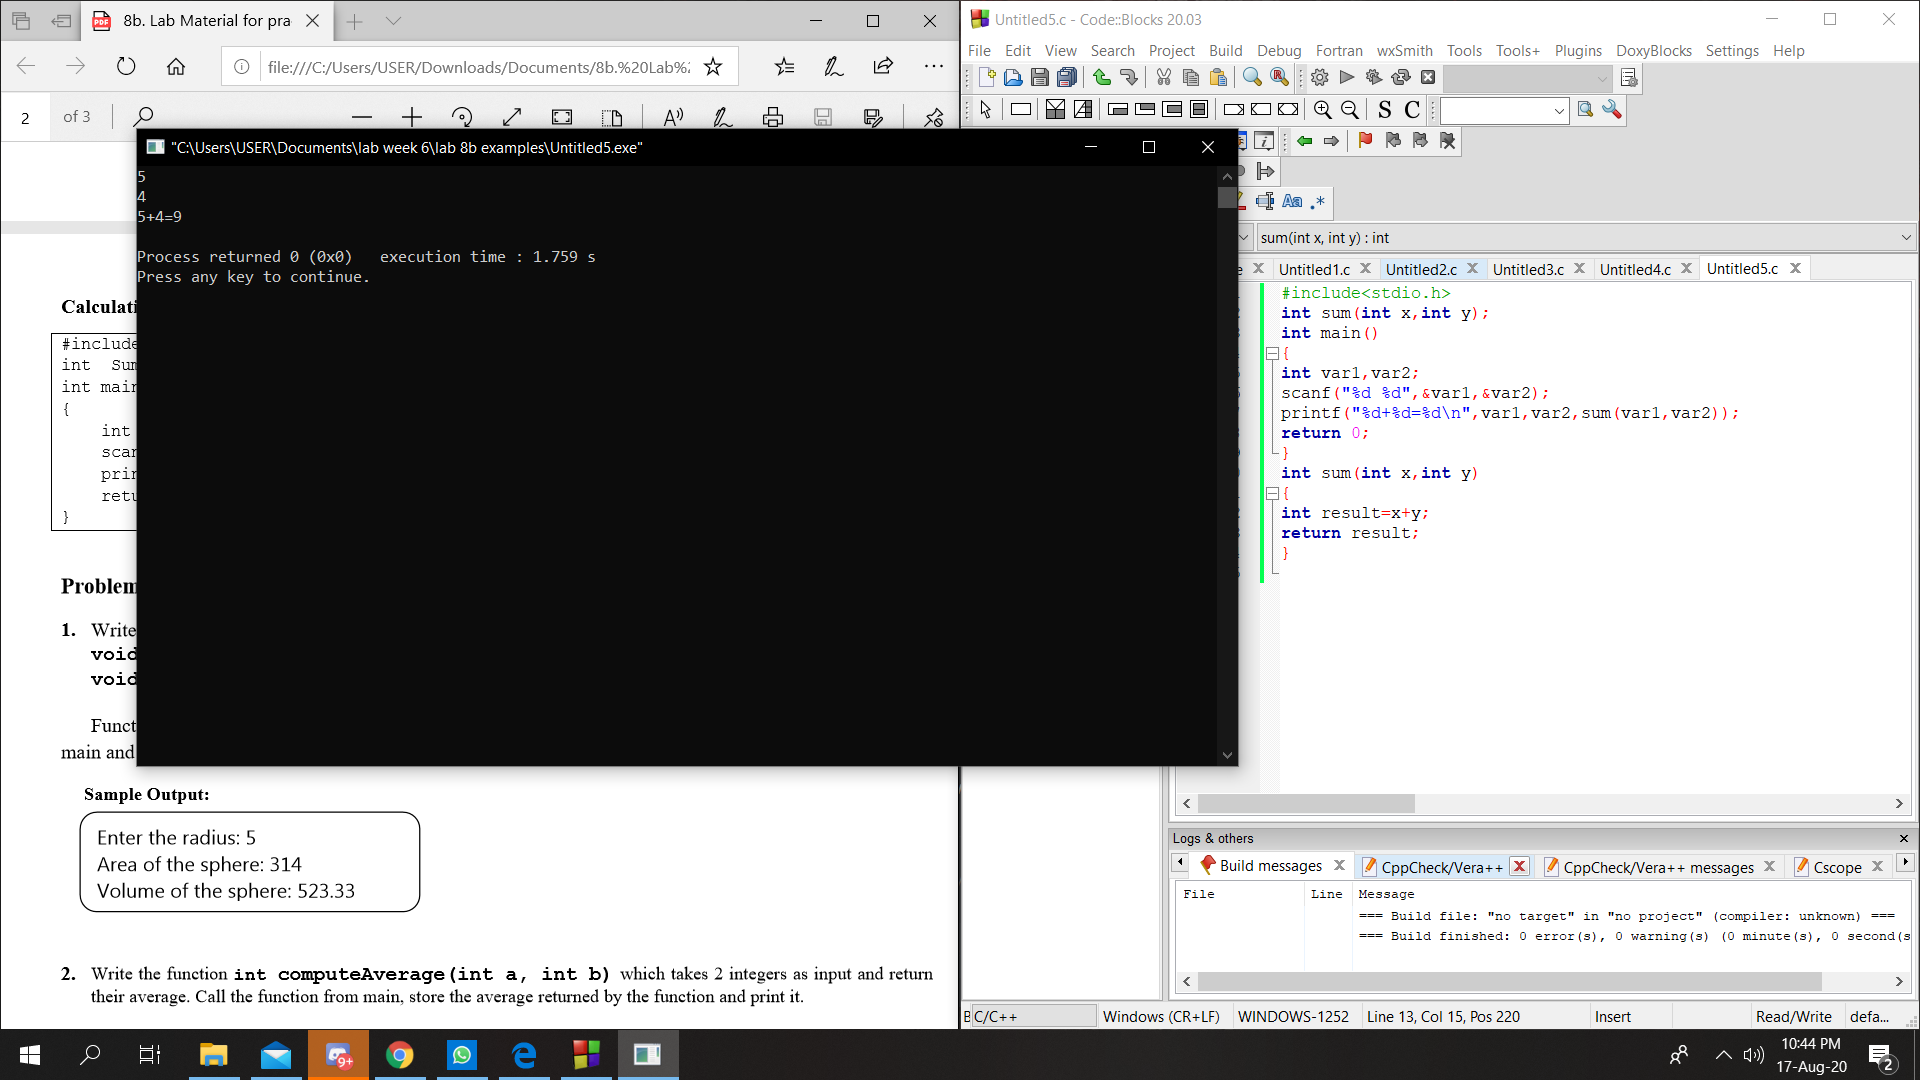 8b. Lab Material for pra
file:///C:/Users/USER/Downloads/Documents/8b.%20Lab%
2 of 3
Calculati
#include
int Sum
int main
{
int
scan
prin
retu
}
Problem
1. Write
void
void
Funct
main and
Sample Output:
Enter the radius: 5
Area of the sphere: 314
Volume of the sphere: 523.33
2. Write the function int computeAverage(int a, int b) which takes 2 integers as input and return
their average. Call the function from main, store the average returned by the function and print it.
"C:\Users\USER\Documents\lab week 6\lab 8b examples\Untitled5.exe"
5
4
5+4=9
Process returned 0 (0x0) execution time : 1.759 s
Press any key to continue.
Untitled5.c - Code::Blocks 20.03
File Edit View Search Project Build Debug Fortran wxSmith Tools Tools+ Plugins DoxyBlocks Settings Help
S C
Aa .*
sum(int x, int y) : int
e Untitled1.c Untitled2.c Untitled3.c Untitled4.c Untitled5.c
#include<stdio.h>
int sum(int x,int y);
int main()
{
int var1,var2;
scanf("%d %d",&var1,&var2);
printf("%d+%d=%d\n",var1,var2,sum(var1,var2));
return 0;
}
int sum(int x,int y)
{
int result=x+y;
return result;
}
Logs & others
Build messages CppCheck/Vera++ CppCheck/Vera++ messages Cscope
File Line Message
=== Build file: "no target" in "no project" (compiler: unknown) ===
=== Build finished: 0 error(s), 0 warning(s) (0 minute(s), 0 second(s
C/C++ Windows (CR+LF) WINDOWS-1252 Line 13, Col 15, Pos 220 Insert Read/Write defa...
9+
10:44 PM
17-Aug-20
2